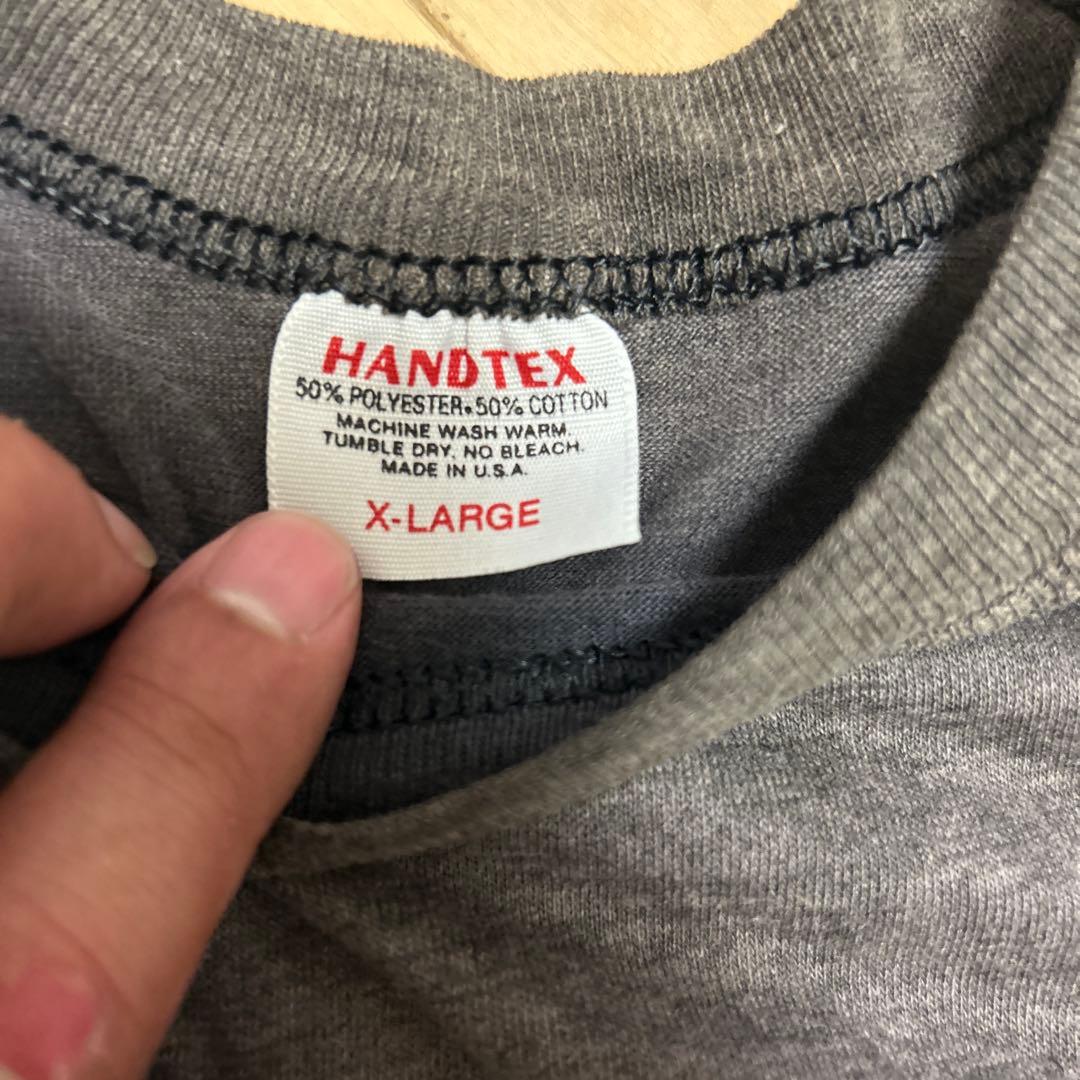 HANDTEX
50% POLYESTER. 50% COTTON
MACHINE WASH WARM.
TUMBLE DRY. NO BLEACH.
MADE IN U.S.A.
X-LARGE